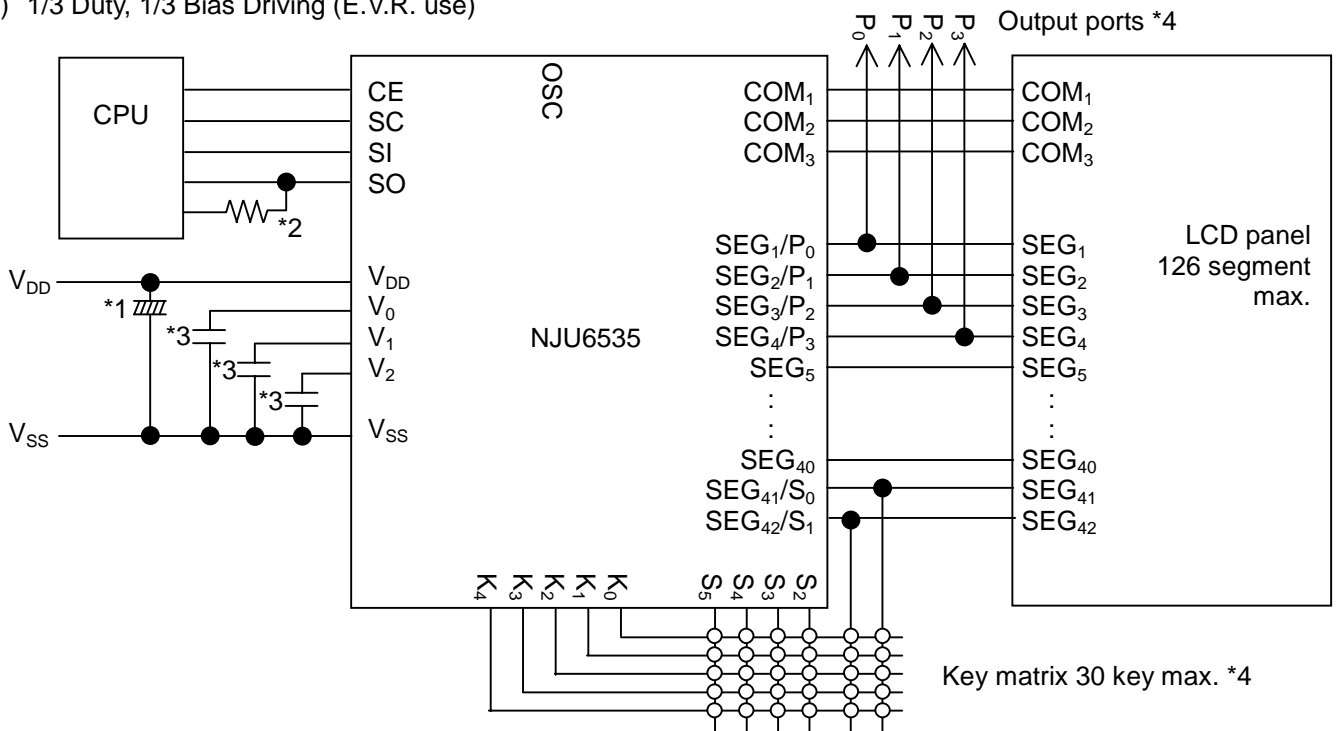 ) 1/3 Duty, 1/3 Bias Driving (E.V.R. use)
P₀ P₁ P₂ P₃ Output ports *4
CPU
OSC
CE
SC
SI
SO
*2
COM₁
COM₂
COM₃
COM₁
COM₂
COM₃
V_DD
V_SS
*1
*3
*3
*3
V_DD
V₀
V₁
V₂
V_SS
NJU6535
SEG₁/P₀
SEG₂/P₁
SEG₃/P₂
SEG₄/P₃
SEG₅
:
:
SEG₄₀
SEG₄₁/S₀
SEG₄₂/S₁
SEG₁
SEG₂
SEG₃
SEG₄
SEG₅
:
:
SEG₄₀
SEG₄₁
SEG₄₂
LCD panel
126 segment
max.
K₄ K₃ K₂ K₁ K₀
S₅ S₄ S₃ S₂
Key matrix 30 key max. *4